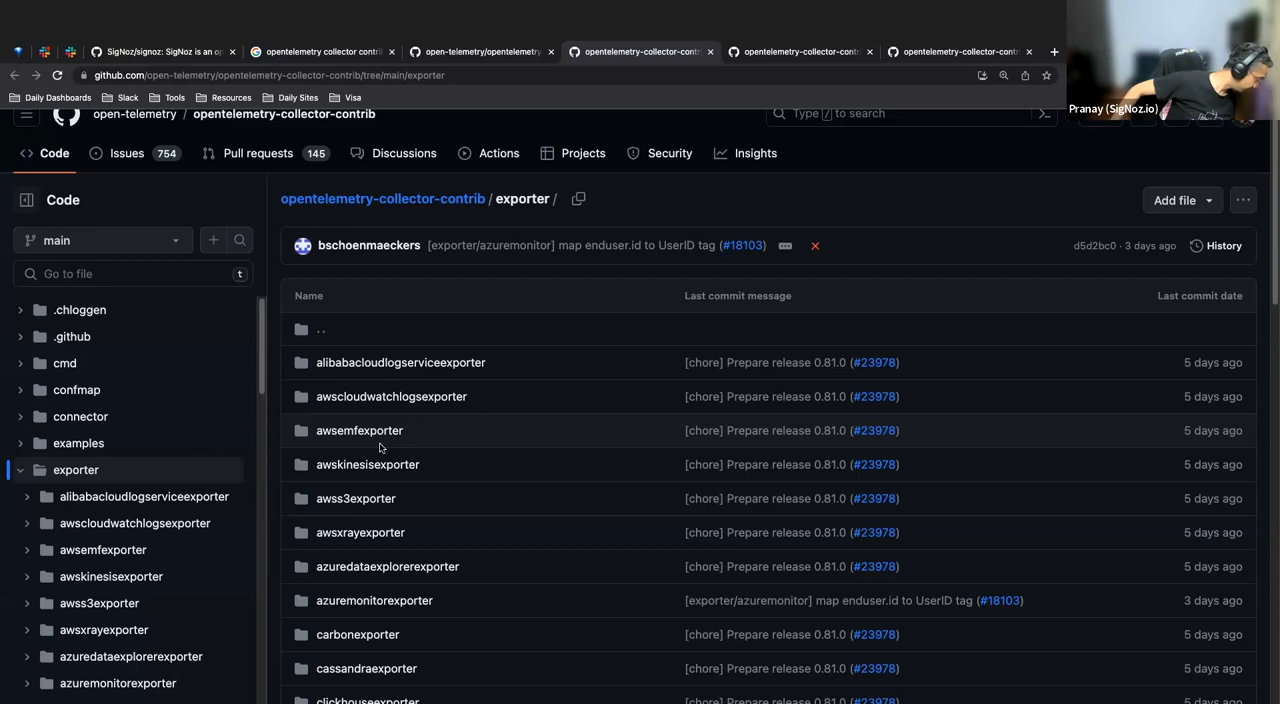 SigNoz/signoz: SigNoz is an op
opentelemetry collector contri
open-telemetry/opentelemetry
opentelemetry-collector-contr
opentelemetry-collector-contr
opentelemetry-collector-contr
github.com/open-telemetry/opentelemetry-collector-contrib/tree/main/exporter
Daily Dashboards
Slack
Tools
Resources
Daily Sites
Visa
Pranay (SigNoz.io)
open-telemetry / opentelemetry-collector-contrib
Type / to search
Code
Issues 754
Pull requests 145
Discussions
Actions
Projects
Security
Insights
Code
main
Go to file t
.chloggen
.github
cmd
confmap
connector
examples
exporter
alibabacloudlogserviceexporter
awscloudwatchlogsexporter
awsemfexporter
awskinesisexporter
awss3exporter
awsxrayexporter
azuredataexplorerexporter
azuremonitorexporter
opentelemetry-collector-contrib / exporter /
Add file
bschoenmaeckers [exporter/azuremonitor] map enduser.id to UserID tag (#18103)
d5d2bc0 · 3 days ago
History
Name Last commit message Last commit date
..
alibabacloudlogserviceexporter [chore] Prepare release 0.81.0 (#23978) 5 days ago
awscloudwatchlogsexporter [chore] Prepare release 0.81.0 (#23978) 5 days ago
awsemfexporter [chore] Prepare release 0.81.0 (#23978) 5 days ago
awskinesisexporter [chore] Prepare release 0.81.0 (#23978) 5 days ago
awss3exporter [chore] Prepare release 0.81.0 (#23978) 5 days ago
awsxrayexporter [chore] Prepare release 0.81.0 (#23978) 5 days ago
azuredataexplorerexporter [chore] Prepare release 0.81.0 (#23978) 5 days ago
azuremonitorexporter [exporter/azuremonitor] map enduser.id to UserID tag (#18103) 3 days ago
carbonexporter [chore] Prepare release 0.81.0 (#23978) 5 days ago
cassandraexporter [chore] Prepare release 0.81.0 (#23978) 5 days ago
clickhouseexporter